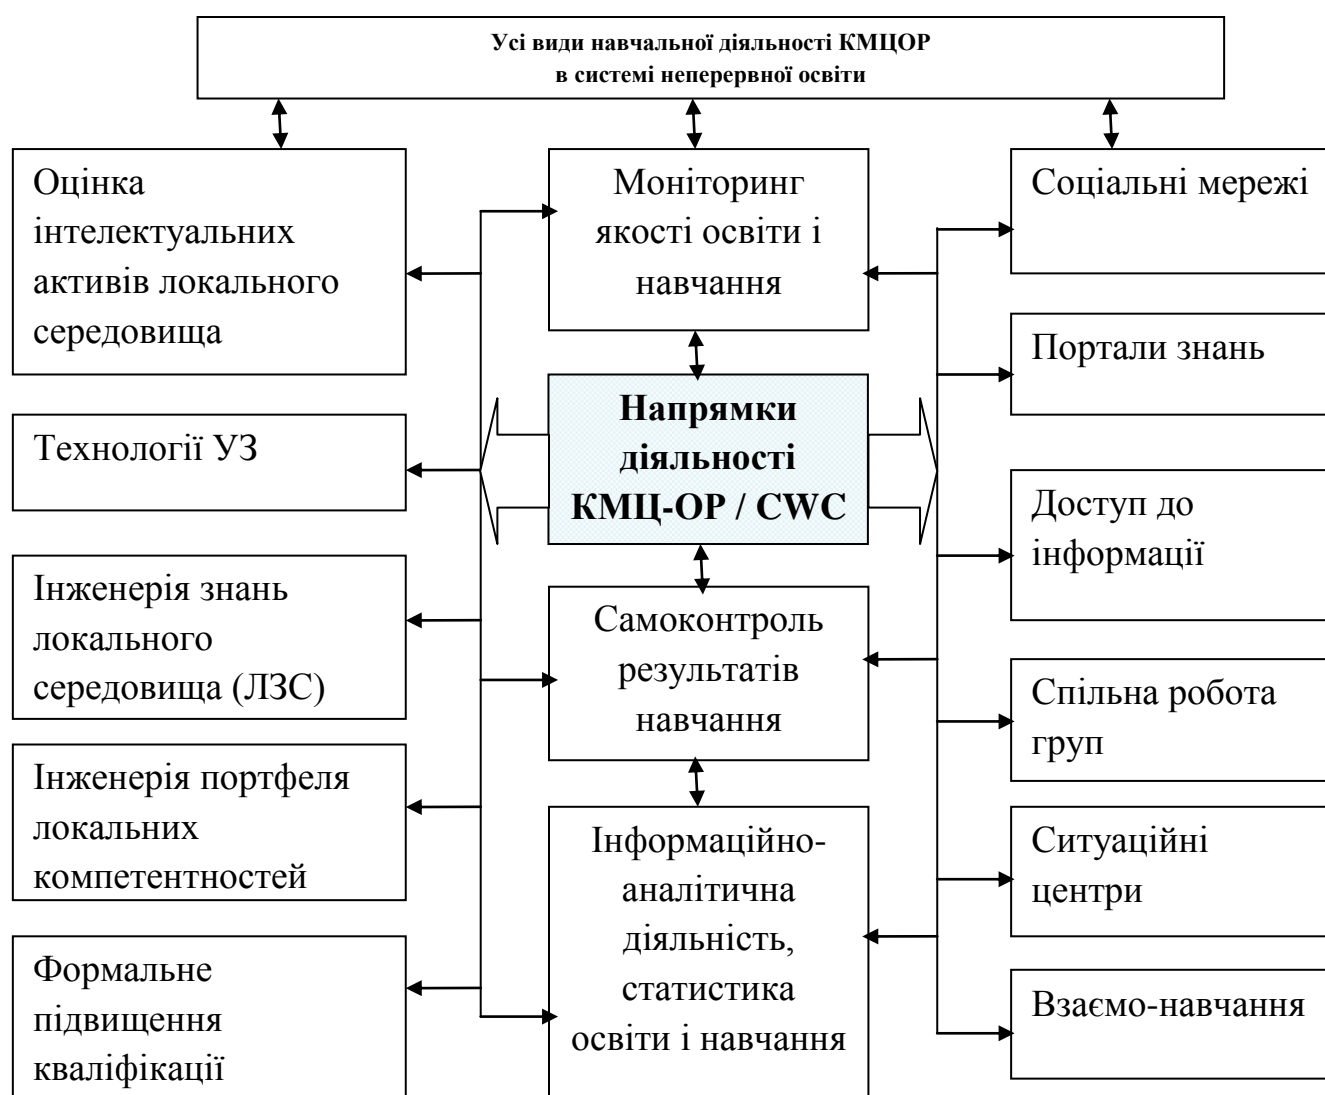 Усі види навчальної діяльності КМЦОР
в системі неперервної освіти
Оцінка
інтелектуальних
активів локального
середовища
Технології УЗ
Інженерія знань
локального
середовища (ЛЗС)
Інженерія портфеля
локальних
компетентностей
Формальне
підвищення
кваліфікації
Моніторинг
якості освіти і
навчання
Напрямки
діяльності
КМЦ-ОР / CWC
Самоконтроль
результатів
навчання
Інформаційно-
аналітична
діяльність,
статистика
освіти і навчання
Соціальні мережі
Портали знань
Доступ до
інформації
Спільна робота
груп
Ситуаційні
центри
Взаємо-навчання